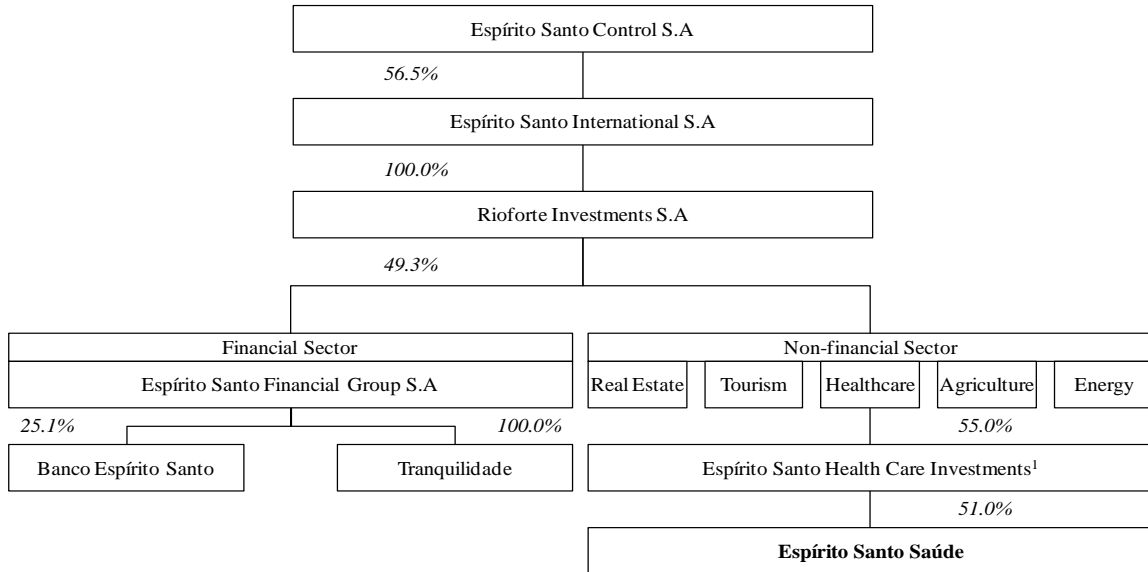 Espírito Santo Control S.A
56.5%
Espírito Santo International S.A
100.0%
Rioforte Investments S.A
49.3%
Financial Sector
Espírito Santo Financial Group S.A
25.1%
100.0%
Banco Espírito Santo
Tranquilidade
Non-financial Sector
Real Estate
Tourism
Healthcare
Agriculture
Energy
55.0%
Espírito Santo Health Care Investments¹
51.0%
Espírito Santo Saúde